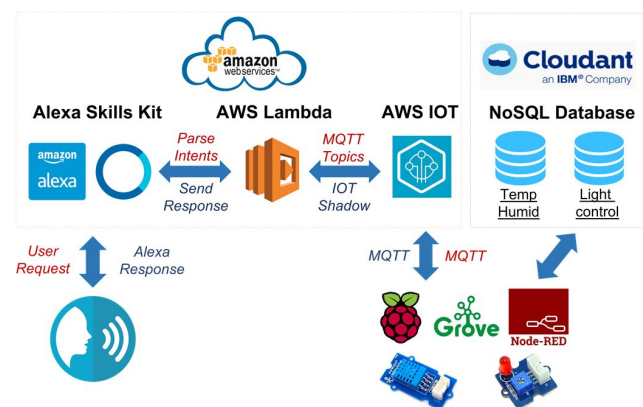 amazon
webservices™
Cloudant
an IBM® Company
Alexa Skills Kit
AWS Lambda
AWS IOT
NoSQL Database
amazon
alexa
Parse
Intents
Send
Response
MQTT
Topics
IOT
Shadow
Temp
Humid
Light
control
User
Request
Alexa
Response
MQTT
MQTT
Grove
Node-RED